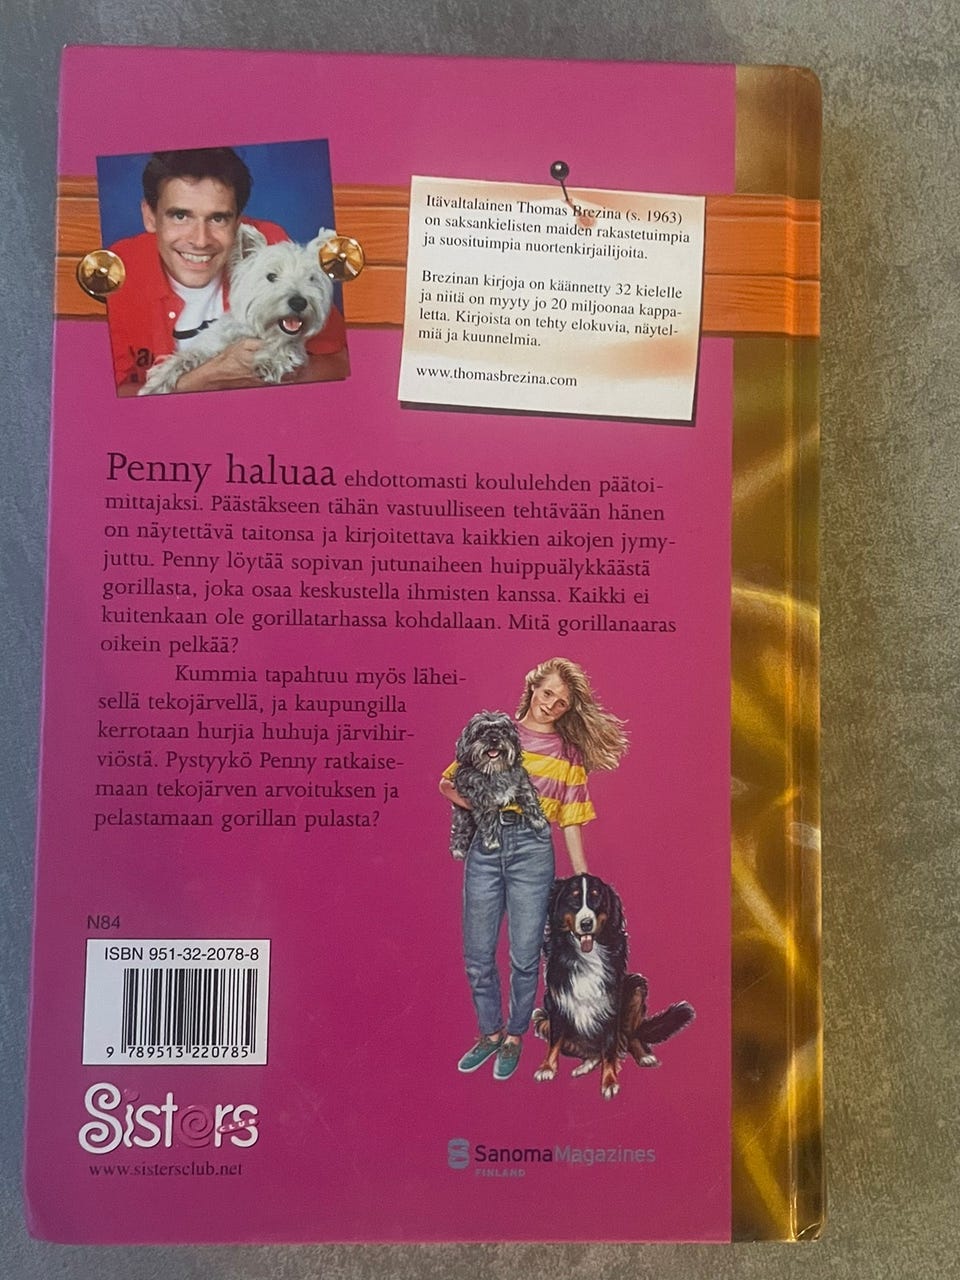 Itävaltalainen Thomas Brezina (s. 1963)
on saksankielisten maiden rakastetuimpia
ja suosituimpia nuortenkirjailijoita.
Brezinan kirjoja on käännetty 32 kielelle
ja niitä on myyty jo 20 miljoonaa kappa-
letta. Kirjoista on tehty elokuvia, näytel-
miä ja kuunnelmia.
www.thomasbrezina.com
Penny haluaa ehdottomasti koululehden päätoi-
mittajaksi. Päästäkseen tähän vastuulliseen tehtävään hänen
on näytettävä taitonsa ja kirjoitettava kaikkien aikojen jymy-
juttu. Penny löytää sopivan jutunaiheen huippuälykkäästä
gorillasta, joka osaa keskustella ihmisten kanssa. Kaikki ei
kuitenkaan ole gorillatarhassa kohdallaan. Mitä gorillanaaras
oikein pelkää?
Kummia tapahtuu myös lähei-
sellä tekojärvellä, ja kaupungilla
kerrotaan hurjia huhuja järvihir-
viöstä. Pystyykö Penny ratkaise-
maan tekojärven arvoituksen ja
pelastamaan gorillan pulasta?
N84
ISBN 951-32-2078-8
9 789513 220785
Sisters
CLUB
www.sistersclub.net
SanomaMagazines
FINLAND